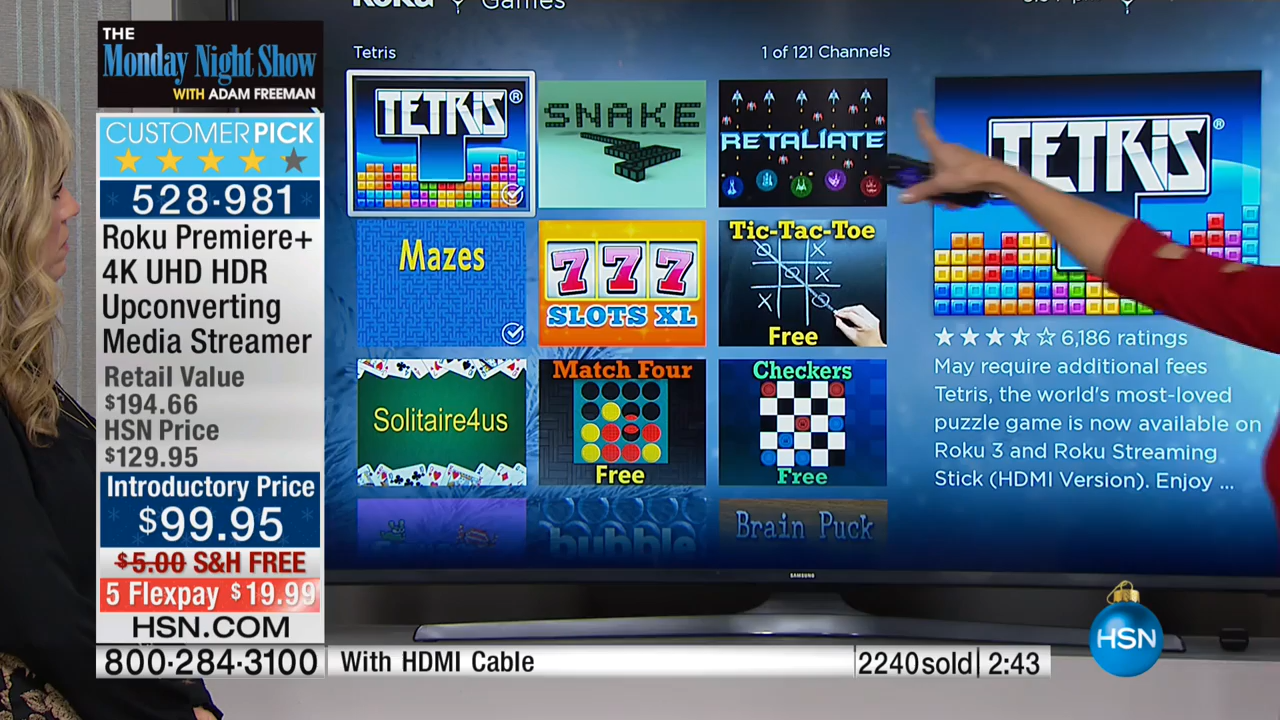 THE
Monday Night Show
WITH ADAM FREEMAN
CUSTOMER PICK
528-981
Roku Premiere+
4K UHD HDR
Upconverting
Media Streamer
Retail Value
$194.66
HSN Price
$129.95
Introductory Price
$99.95
$5.00 S&H FREE
5 Flexpay $19.99
HSN.COM
800-284-3100
With HDMI Cable
2240 sold
2:43
HSN
Roku
Games
Tetris
1 of 121 Channels
TETRIS®
SNAKE
RETALIATE
Mazes
777
SLOTS XL
Tic-Tac-Toe
Free
Solitaire4us
Match Four
Free
Checkers
Free
bubble
Brain Puck
TETRIS®
6,186 ratings
May require additional fees
Tetris, the world's most-loved
puzzle game is now available on
Roku 3 and Roku Streaming
Stick (HDMI Version). Enjoy ...
SAMSUNG